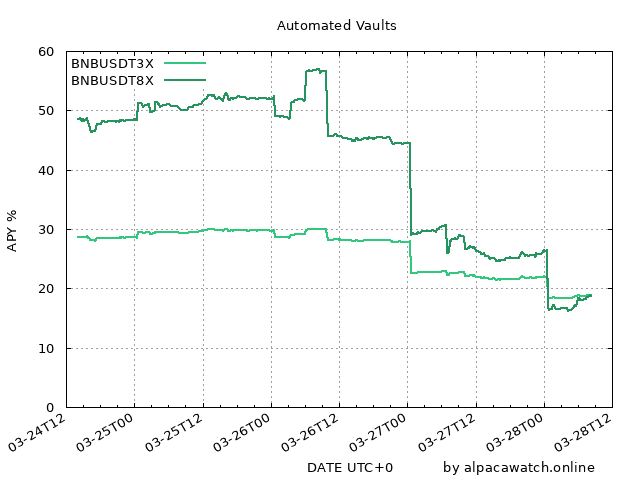 Automated Vaults
BNBUSDT3X
BNBUSDT8X
APY %
60
50
40
30
20
10
0
03-24T12
03-25T00
03-25T12
03-26T00
03-26T12
03-27T00
03-27T12
03-28T00
03-28T12
DATE UTC+0
by alpacawatch.online